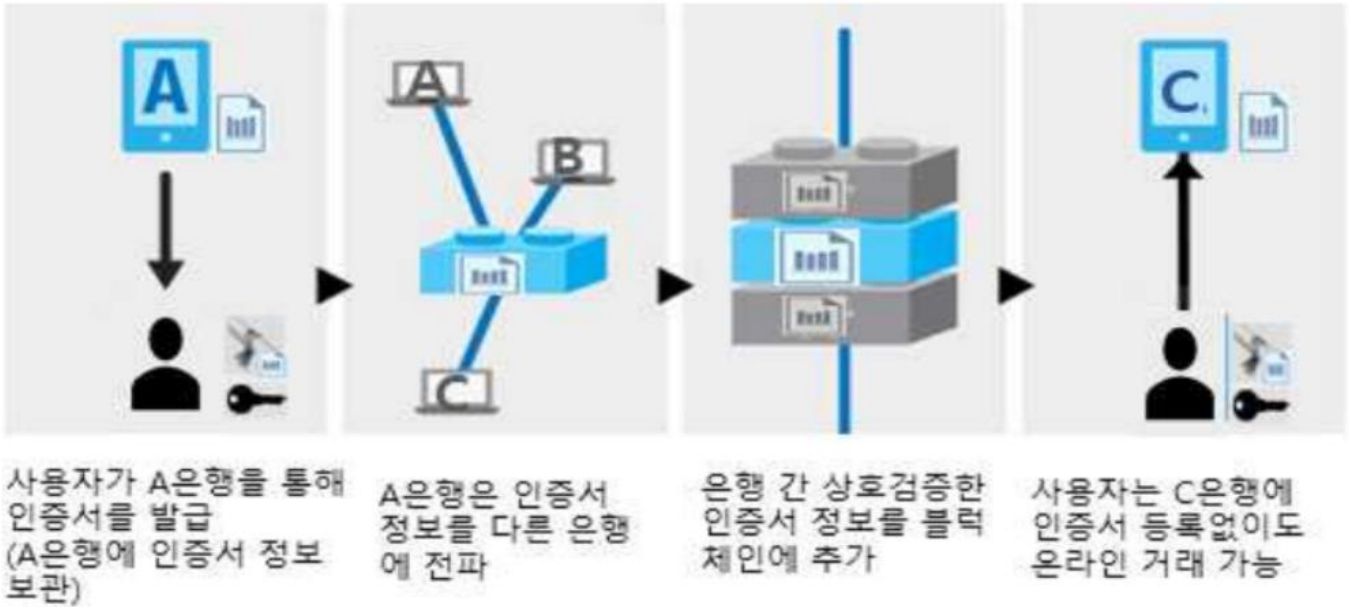 A
A
B
C
C
사용자가 A은행을 통해
인증서를 발급
(A은행에 인증서 정보
보관)
A은행은 인증서
정보를 다른 은행
에 전파
은행 간 상호검증한
인증서 정보를 블럭
체인에 추가
사용자는 C은행에
인증서 등록없이도
온라인 거래 가능